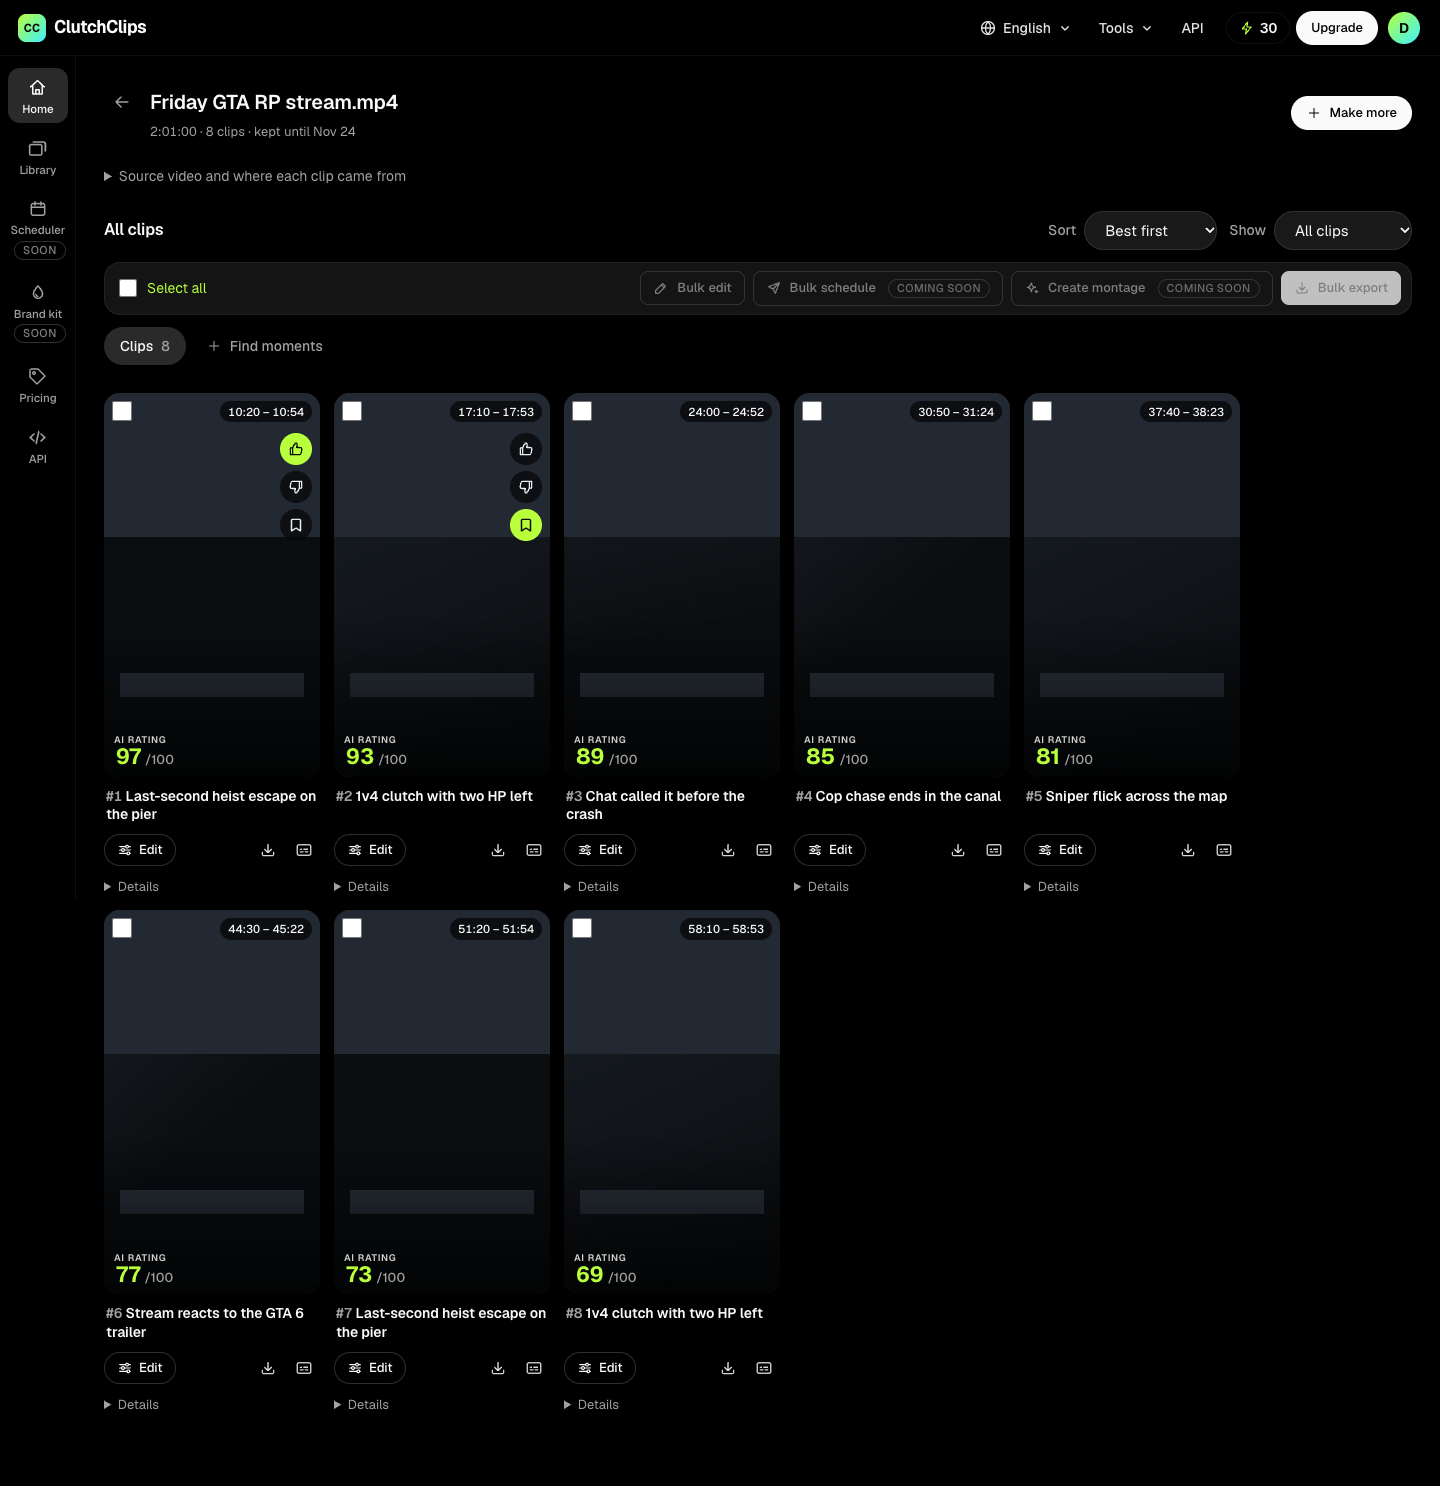 CC ClutchClips
English
Tools
API
30
Upgrade
D
Home
Library
Scheduler
SOON
Brand kit
SOON
Pricing
API
Friday GTA RP stream.mp4
2:01:00 · 8 clips · kept until Nov 24
Make more
Source video and where each clip came from
All clips
Sort
Best first
Show
All clips
Select all
Bulk edit
Bulk schedule COMING SOON
Create montage COMING SOON
Bulk export
Clips 8
Find moments
10:20 – 10:54
AI RATING
97 /100
#1 Last-second heist escape on
the pier
Edit
Details
17:10 – 17:53
AI RATING
93 /100
#2 1v4 clutch with two HP left
Edit
Details
24:00 – 24:52
AI RATING
89 /100
#3 Chat called it before the
crash
Edit
Details
30:50 – 31:24
AI RATING
85 /100
#4 Cop chase ends in the canal
Edit
Details
37:40 – 38:23
AI RATING
81 /100
#5 Sniper flick across the map
Edit
Details
44:30 – 45:22
AI RATING
77 /100
#6 Stream reacts to the GTA 6
trailer
Edit
Details
51:20 – 51:54
AI RATING
73 /100
#7 Last-second heist escape on
the pier
Edit
Details
58:10 – 58:53
AI RATING
69 /100
#8 1v4 clutch with two HP left
Edit
Details